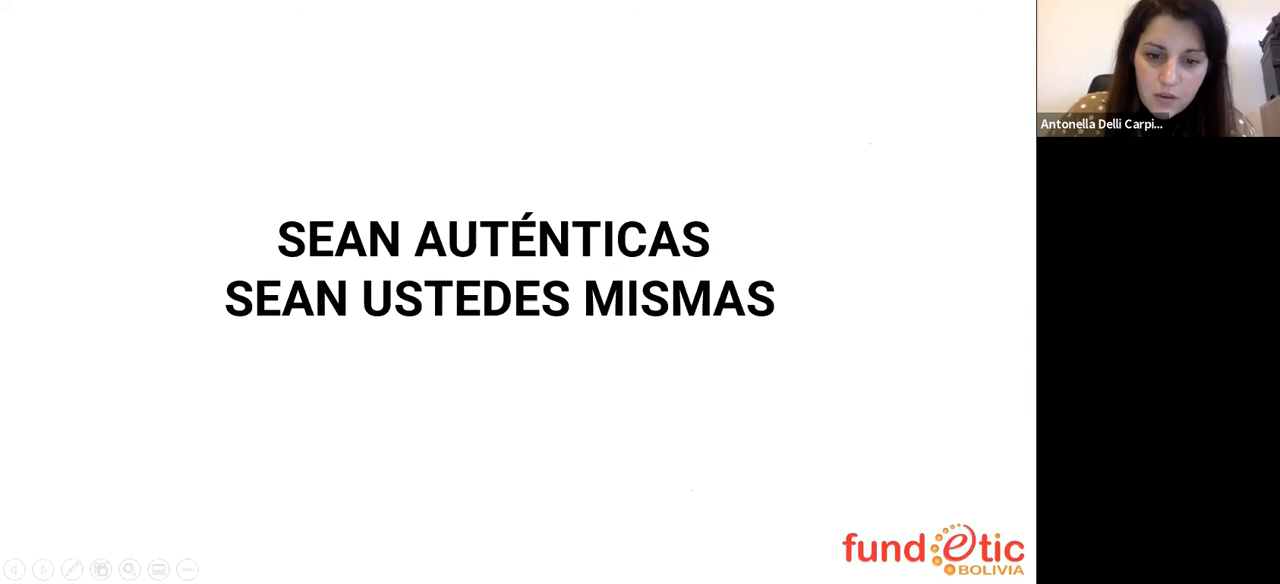 SEAN AUTÉNTICAS
SEAN USTEDES MISMAS
Antonella Delli Carpi...
fundetic
BOLIVIA